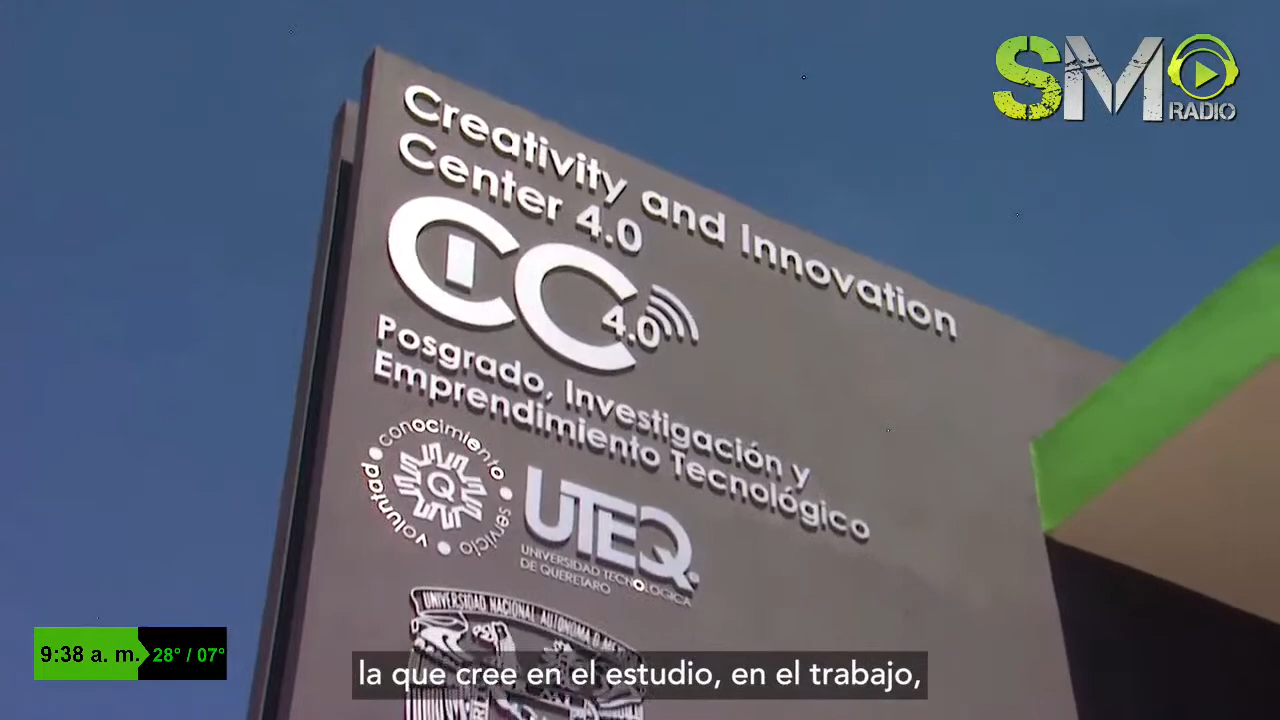 SM
RADIO
Creativity and Innovation
Center 4.0
CIC
4.0
Posgrado, Investigación y
Emprendimiento Tecnológico
conocimiento servicio voluntad
Q
UTEQ
UNIVERSIDAD TECNOLÓGICA
DE QUERÉTARO
UNIVERSIDAD NACIONAL AUTÓNOMA D
9:38 a. m. 28° / 07°
la que cree en el estudio, en el trabajo,